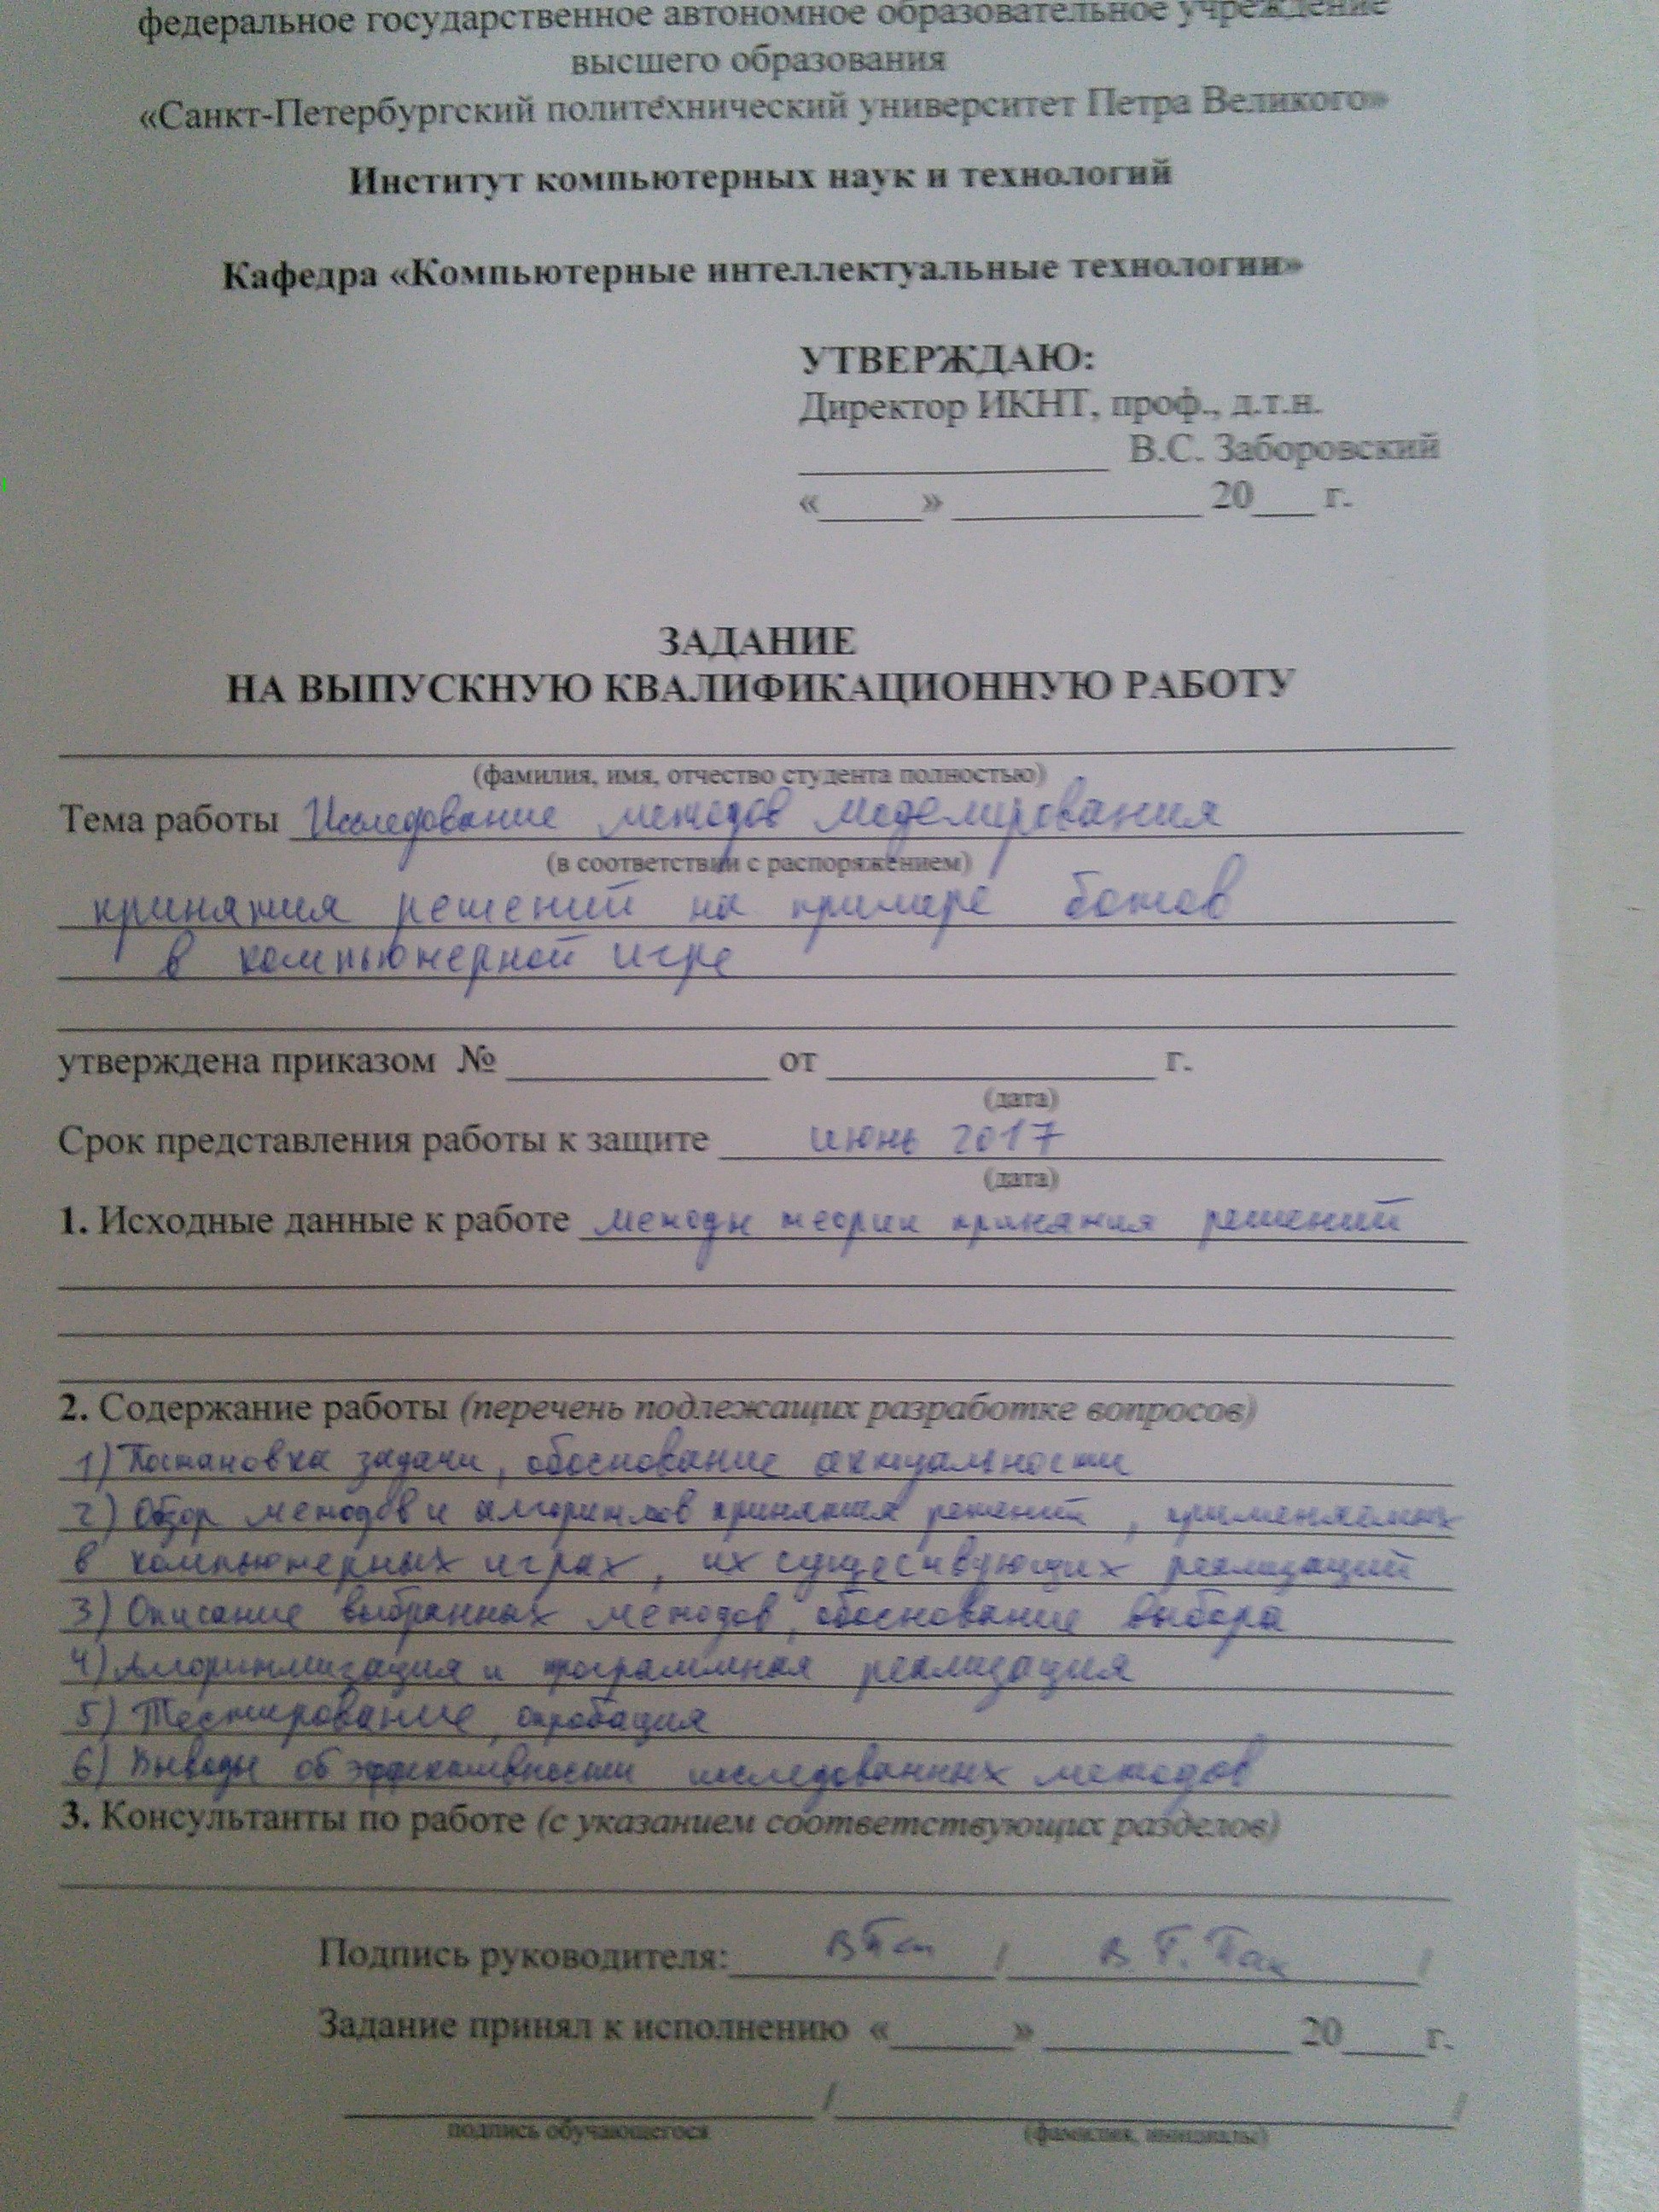 федеральное государственное автономное образовательное учреждение
высшего образования
«Санкт-Петербургский политехнический университет Петра Великого»
Институт компьютерных наук и технологий
Кафедра «Компьютерные интеллектуальные технологии»
УТВЕРЖДАЮ:
Директор ИКНТ, проф., д.т.н.
_______________ В.С. Заборовский
«_____» ____________ 20___ г.
ЗАДАНИЕ
НА ВЫПУСКНУЮ КВАЛИФИКАЦИОННУЮ РАБОТУ
(фамилия, имя, отчество студента полностью)
Тема работы Исследование методов моделирования
(в соответствии с распоряжением)
принятия решений на примере ботов
в компьютерной игре
утверждена приказом № _____________ от ________________ г.
(дата)
Срок представления работы к защите июнь 2017
(дата)
1. Исходные данные к работе методы теории принятия решений
2. Содержание работы (перечень подлежащих разработке вопросов)
1) Постановка задачи, обоснование актуальности
2) Обзор методов и алгоритмов принятия решений, применяемых
в компьютерных играх, их существующих реализаций
3) Описание выбранных методов, обоснование выбора
4) Алгоритмизация и программная реализация
5) Тестирование, апробация
6) Выводы об эффективности исследованных методов
3. Консультанты по работе (с указанием соответствующих разделов)
Подпись руководителя: ВПак / В.Г. Пак /
Задание принял к исполнению «______» ____________ 20____г.
/ /
подпись обучающегося (фамилия, инициалы)